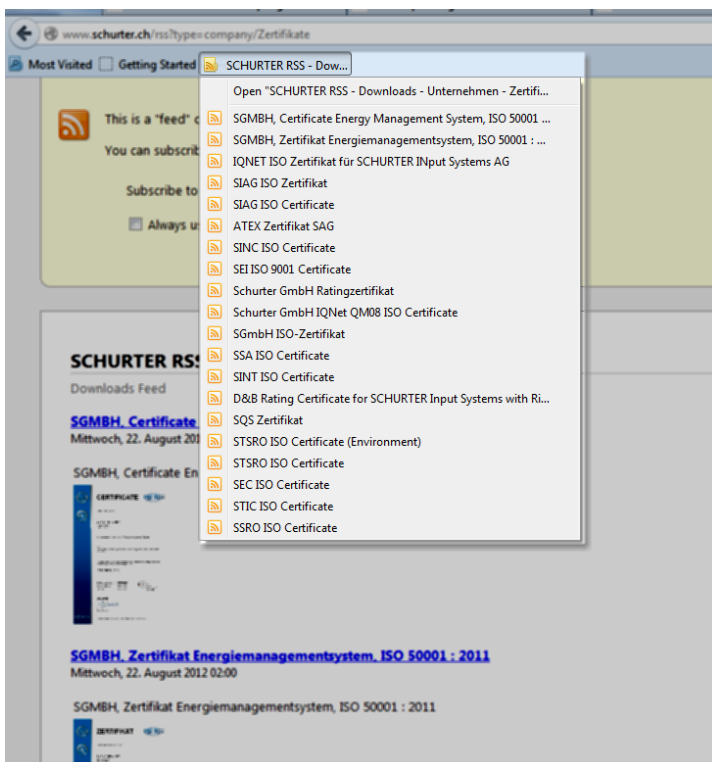 www.schurter.ch/rss?type=company/Zertifikate
Most Visited Getting Started SCHURTER RSS - Dow...
Open "SCHURTER RSS - Downloads - Unternehmen - Zertifi...
This is a "feed"
You can subscrib
Subscribe to
Always u
SGMBH, Certificate Energy Management System, ISO 50001 ...
SGMBH, Zertifikat Energiemanagementsystem, ISO 50001 : ...
IQNET ISO Zertifikat für SCHURTER INput Systems AG
SIAG ISO Zertifikat
SIAG ISO Certificate
ATEX Zertifikat SAG
SINC ISO Certificate
SEI ISO 9001 Certificate
Schurter GmbH Ratingzertifikat
Schurter GmbH IQNet QM08 ISO Certificate
SGmbH ISO-Zertifikat
SSA ISO Certificate
SINT ISO Certificate
D&B Rating Certificate for SCHURTER Input Systems with Ri...
SQS Zertifikat
STSRO ISO Certificate (Environment)
STSRO ISO Certificate
SEC ISO Certificate
STIC ISO Certificate
SSRO ISO Certificate
SCHURTER RSS
Downloads Feed
SGMBH, Certificate
Mittwoch, 22. August 201
SGMBH, Certificate En
CERTIFICATE
SGMBH, Zertifikat Energiemanagementsystem, ISO 50001 : 2011
Mittwoch, 22. August 2012 02:00
SGMBH, Zertifikat Energiemanagementsystem, ISO 50001 : 2011
ZERTIFIKAT